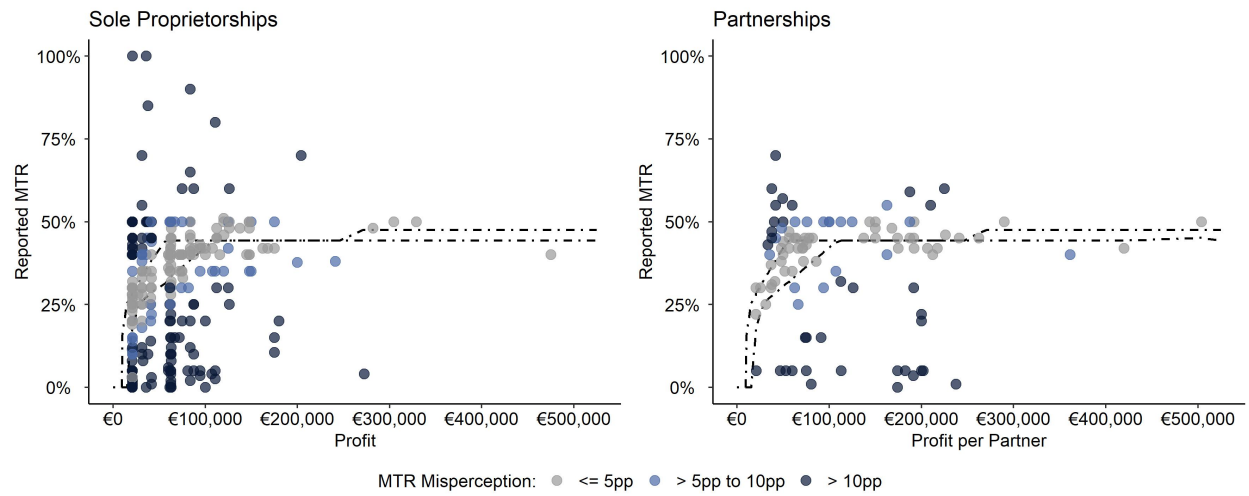 Sole Proprietorships
Reported MTR
100%
75%
50%
25%
0%
€0 €100,000 €200,000 €300,000 €400,000 €500,000
Profit
Partnerships
Reported MTR
100%
75%
50%
25%
0%
€0 €100,000 €200,000 €300,000 €400,000 €500,000
Profit per Partner
MTR Misperception: <= 5pp > 5pp to 10pp > 10pp